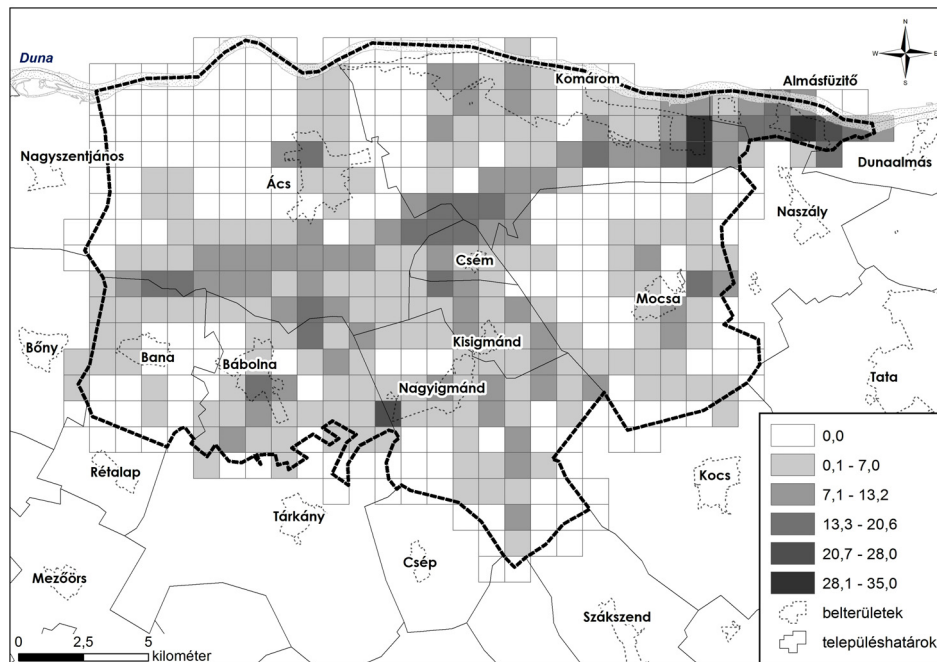 N
W E
S
Duna
Komárom
Almásfüzitő
Nagyszentjános
Dunaalmás
Ács
Naszály
Csém
Mocsa
Bőny
Bana
Kisigmánd
Bábolna
Nagyigmánd
Tata
Rétalap
Kocs
Tárkány
Csép
Mezőörs
Szákszend
0,0
0,1 - 7,0
7,1 - 13,2
13,3 - 20,6
20,7 - 28,0
28,1 - 35,0
belterületek
településhatárok
0 2,5 5
kilométer